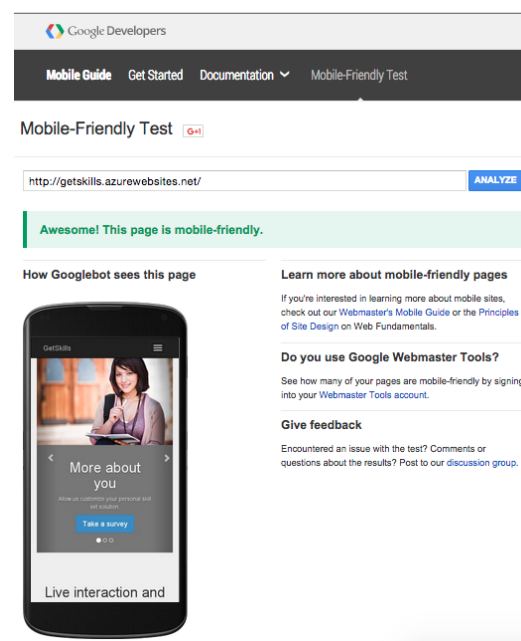 Google Developers
Mobile Guide Get Started Documentation Mobile-Friendly Test
Mobile-Friendly Test G+1
http://getskills.azurewebsites.net/ ANALYZE
Awesome! This page is mobile-friendly.
How Googlebot sees this page
GetSkills
More about
you
Allow us customize your personal skill
set solution
Take a survey
Live interaction and
Learn more about mobile-friendly pages
If you're interested in learning more about mobile sites,
check out our Webmaster's Mobile Guide or the Principles
of Site Design on Web Fundamentals.
Do you use Google Webmaster Tools?
See how many of your pages are mobile-friendly by signing
into your Webmaster Tools account.
Give feedback
Encountered an issue with the test? Comments or
questions about the results? Post to our discussion group.